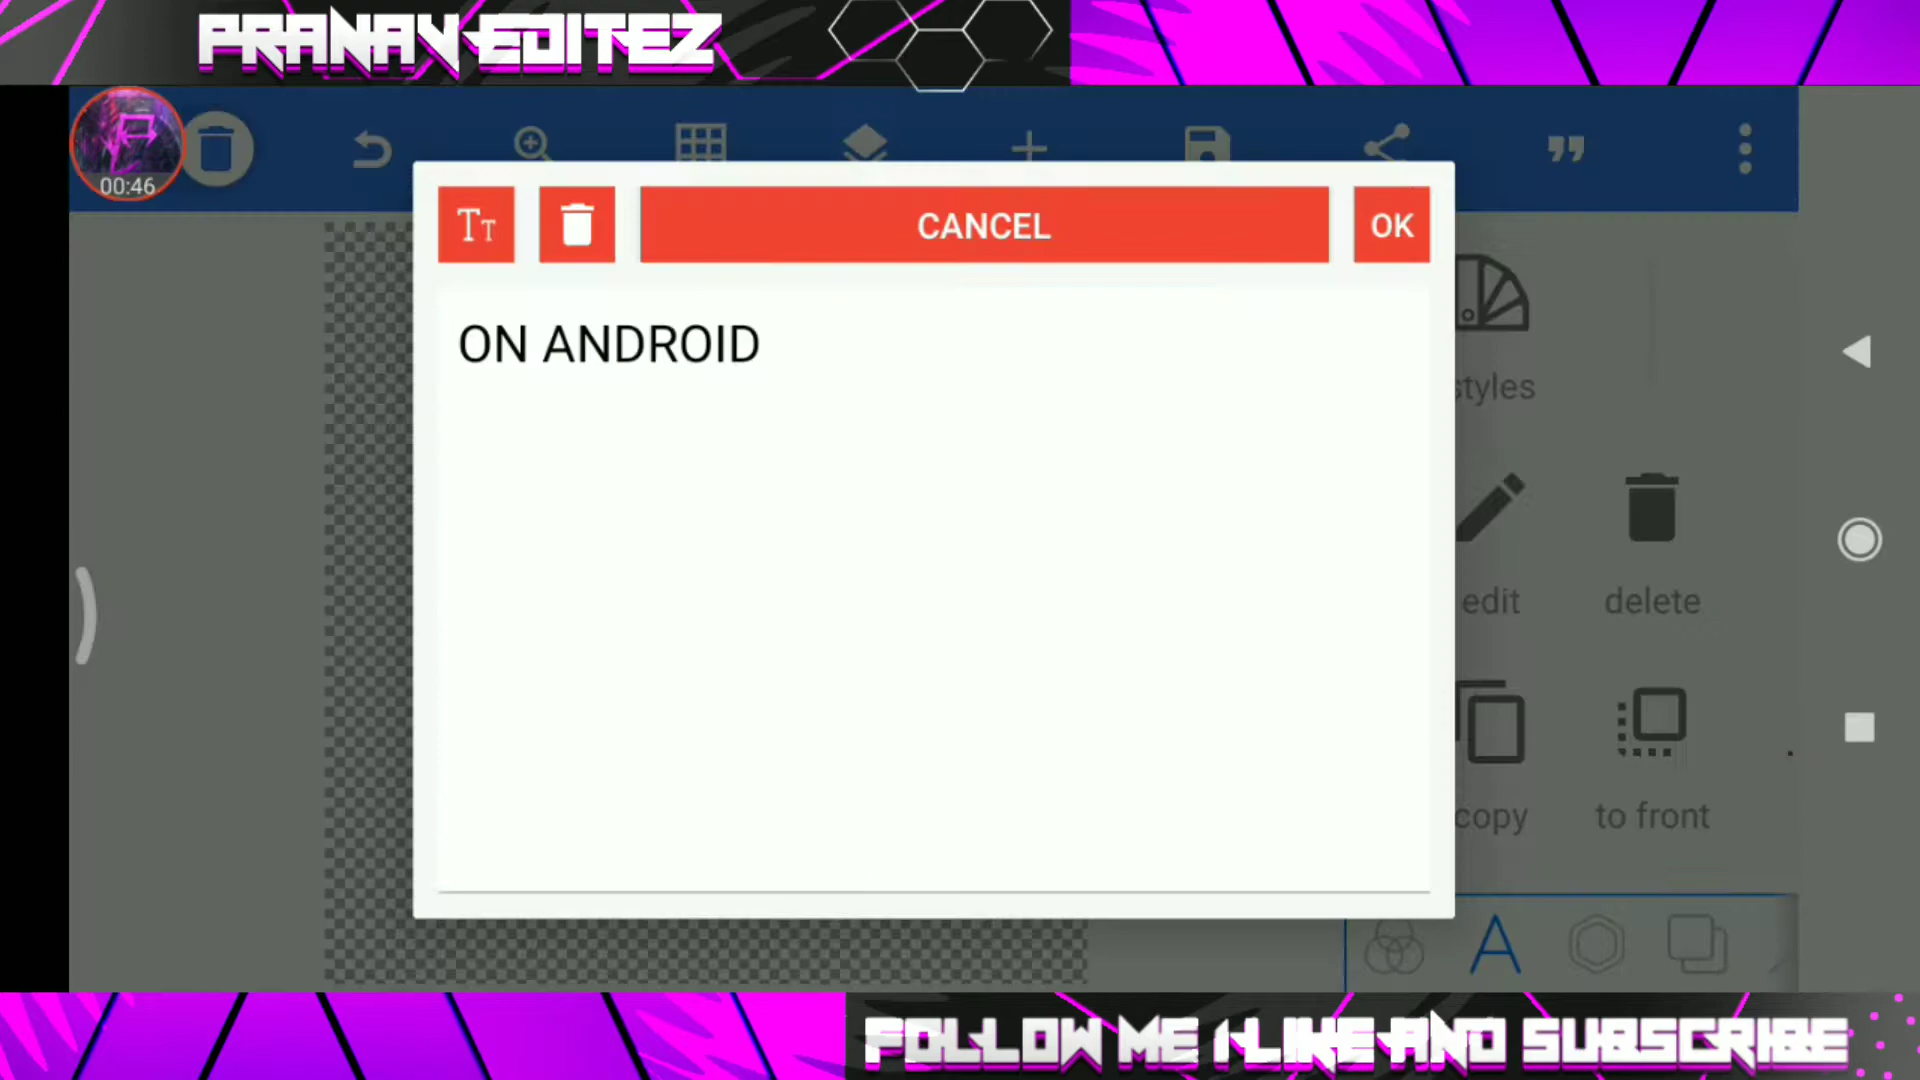 PRANAV EDITEZ
00:46
Tт
CANCEL
OK
ON ANDROID
styles
edit
delete
copy
to front
A
FOLLOW ME LIKE AND SUBSCRIBE